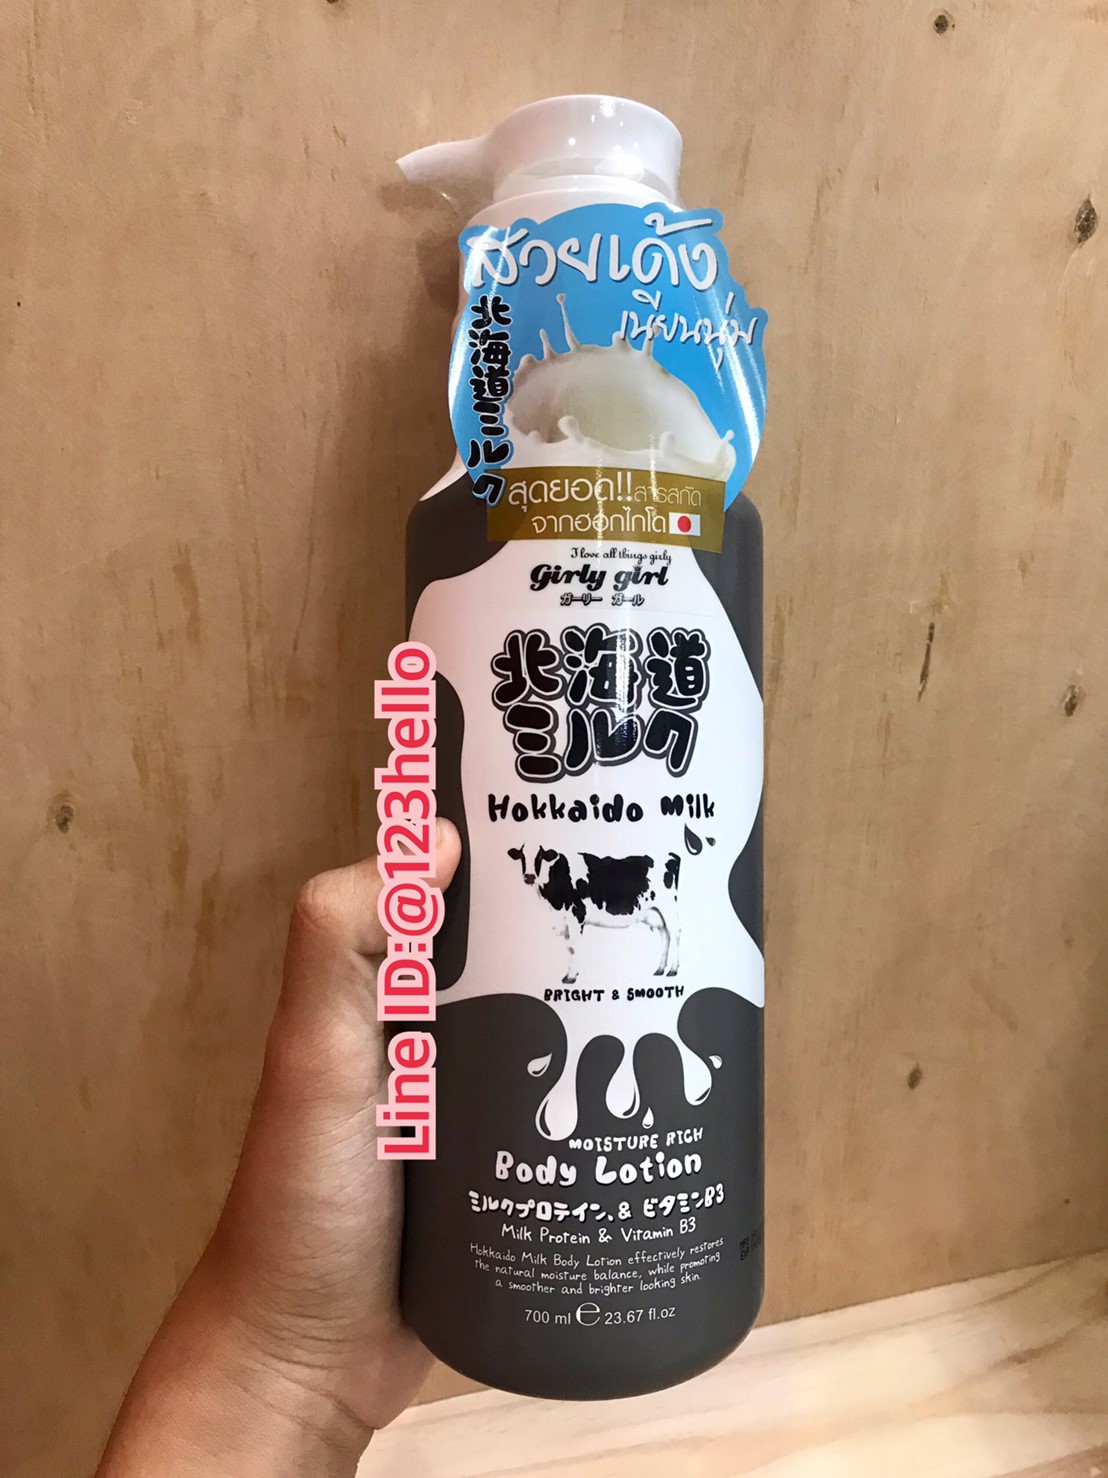 สวยเด้ง
เนียนนุ่ม
北海道ミルク
สุดยอด!!สารสกัด
จากฮอกไกโด
I love all things girly
Girly girl
ガーリー ガール
北海道
ミルク
Hokkaido Milk
BRIGHT & SMOOTH
MOISTURE RICH
Body Lotion
ミルクプロテイン、& ビタミンB3
Milk Protein & Vitamin B3
Hokkaido Milk Body Lotion effectively restores
the natural moisture balance, while promoting
a smoother and brighter looking skin.
700 ml e 23.67 fl.oz
Line ID:@123hello